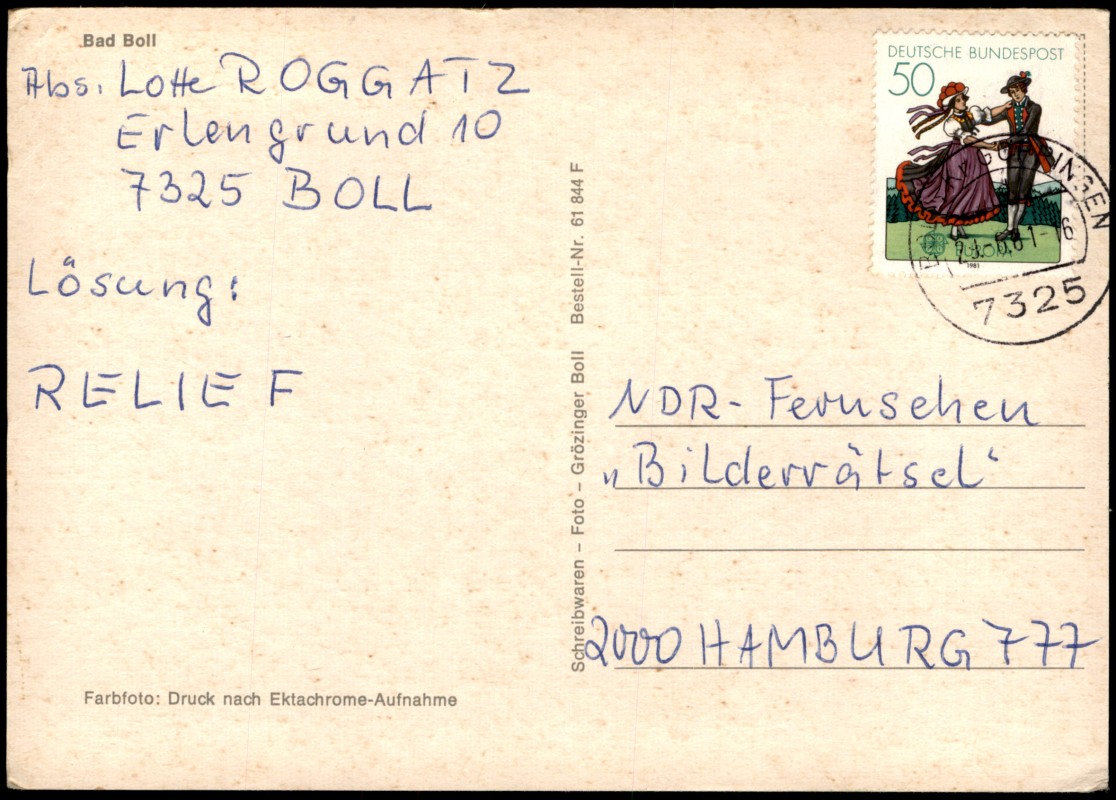 Bad Boll
Abs. Lotte ROGGATZ
Erlengrund 10
7325 BOLL
Lösung:
RELIEF
Farbfoto: Druck nach Ektachrome-Aufnahme
Schreibwaren – Foto – Grözinger Boll Bestell-Nr. 61 844 F
DEUTSCHE BUNDESPOST
50
EUROPA
1981
7325
NDR-Fernsehen
„Bilderrätsel“
2000 HAMBURG 777